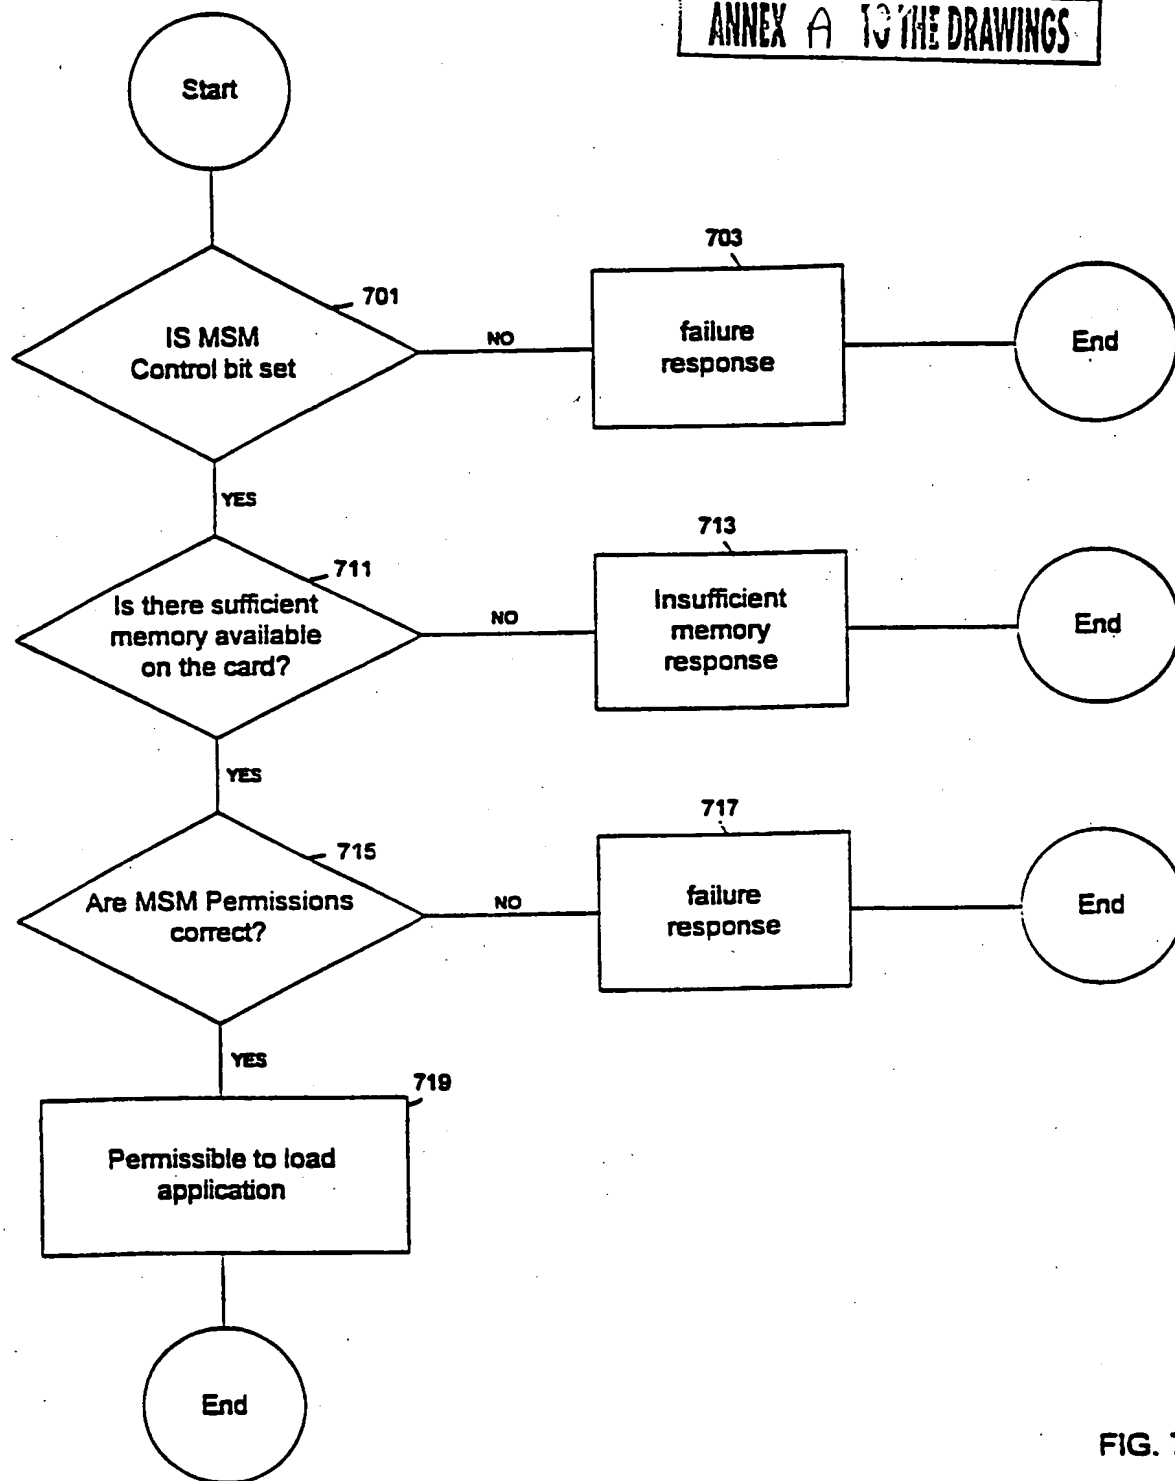 ANNEX A TO THE DRAWINGS
Start
701
IS MSM
Control bit set
NO
703
failure
response
End
YES
711
Is there sufficient
memory available
on the card?
NO
713
Insufficient
memory
response
End
YES
715
Are MSM Permissions
correct?
NO
717
failure
response
End
YES
719
Permissible to load
application
End
FIG.